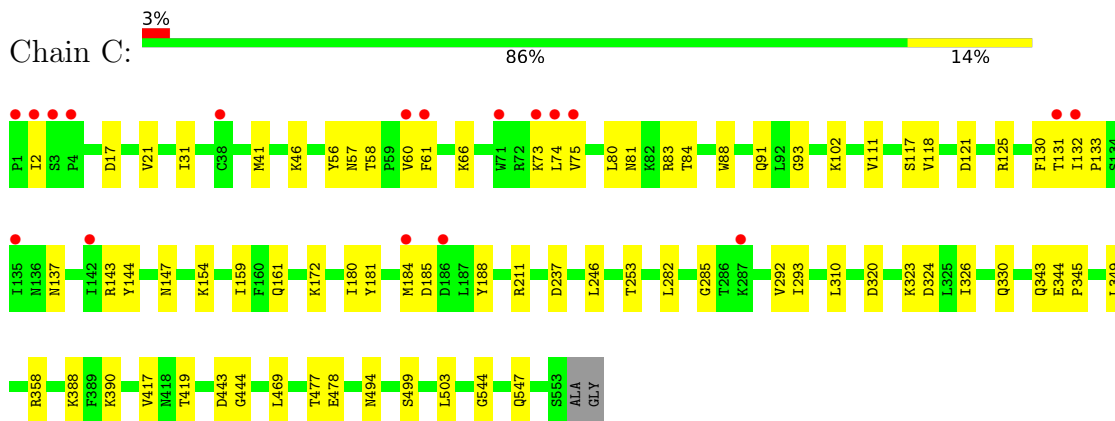 3%
Chain C:
86% 14%
P1 I2 S3 P4 D17 V21 I31 C38 M41 K46 Y56 N57 T58 P59 V60 F61 K66 W71 R72 K73 L74 V75 L80 N81 K82 R83 T84 W88 Q91 L92 G93 K102 V111 S117 V118 D121 R125 F130 T131 I132 P133 S134
I135 N136 N137 I142 R143 Y144 N147 K154 I159 F160 Q161 K172 I180 Y181 M184 D185 D186 L187 Y188 R211 D237 L246 T253 L282 G285 T286 K287 V292 I293 L310 D320 K323 D324 L325 I326 Q330 Q343 E344 P345 L349
R358 K388 F389 K390 V417 N418 T419 D443 G444 L469 T477 E478 N494 S499 L503 G544 Q547 S553 ALA GLY